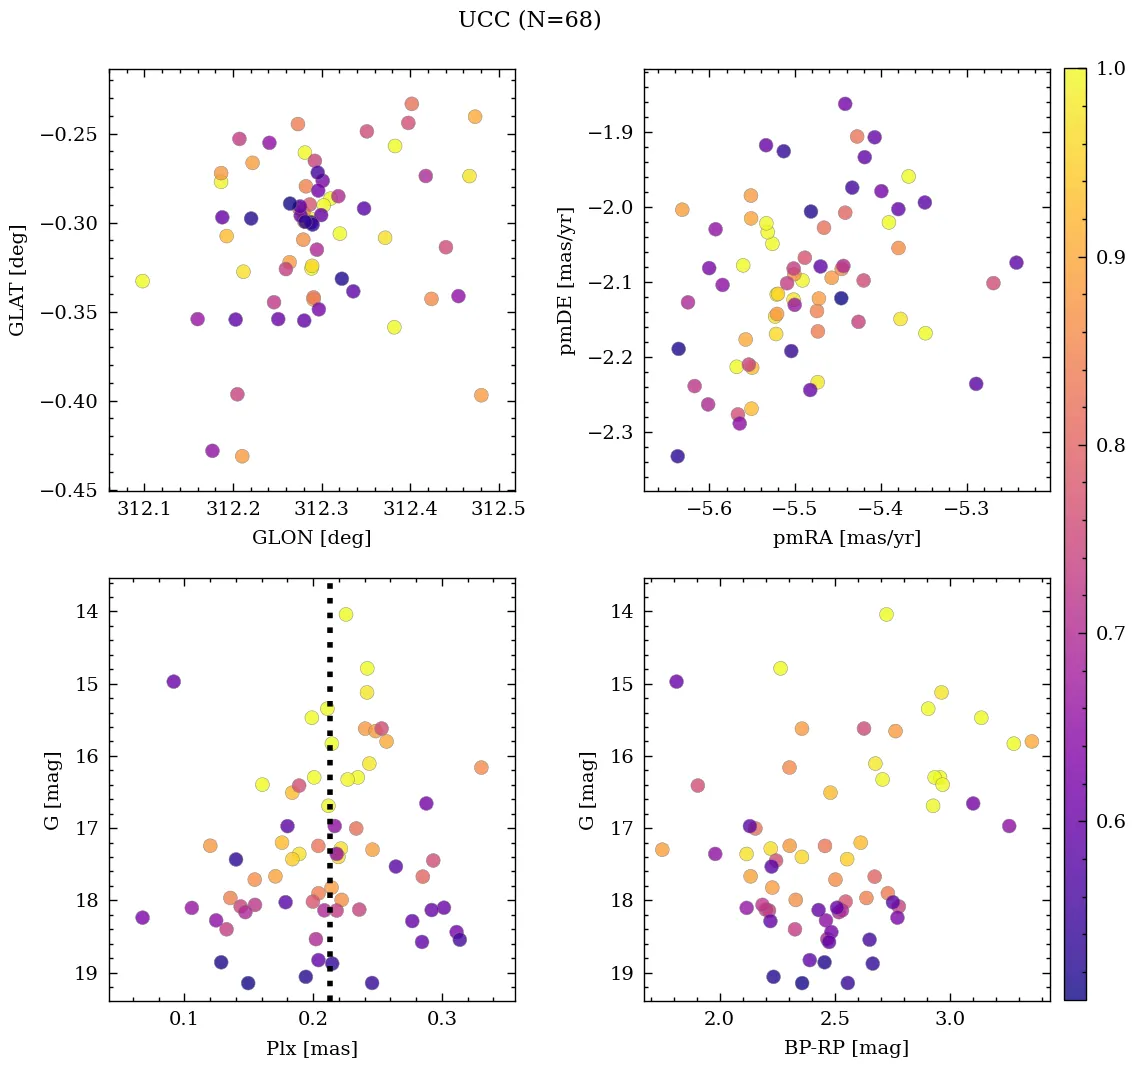 UCC (N=68)
−0.25
−0.30
−0.35
−0.40
−0.45
GLAT [deg]
312.1 312.2 312.3 312.4 312.5
GLON [deg]
−1.9
−2.0
−2.1
−2.2
−2.3
pmDE [mas/yr]
−5.6 −5.5 −5.4 −5.3
pmRA [mas/yr]
1.0
0.9
0.8
0.7
0.6
14
15
16
17
18
19
G [mag]
0.1 0.2 0.3
Plx [mas]
14
15
16
17
18
19
G [mag]
2.0 2.5 3.0
BP-RP [mag]